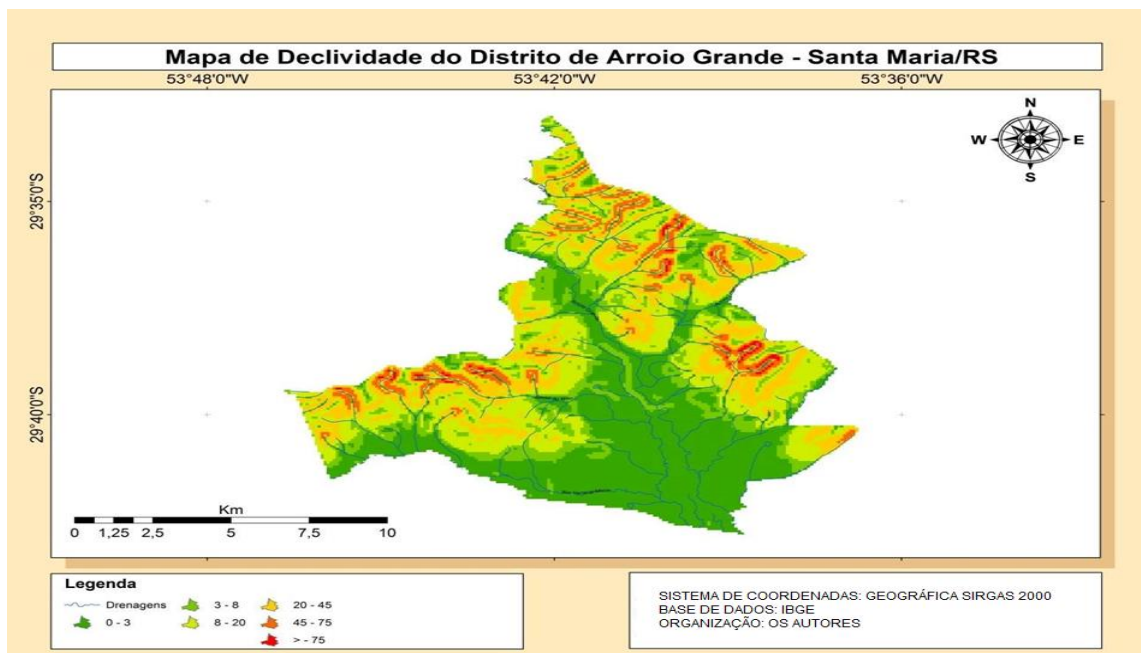 Mapa de Declividade do Distrito de Arroio Grande - Santa Maria/RS
53°48'0"W 53°42'0"W 53°36'0"W
N
W E
S
29°35'0"S
29°40'0"S
Km
0 1,25 2,5 5 7,5 10
Legenda
Drenagens 3 - 8 20 - 45
0 - 3 8 - 20 45 - 75
> - 75
SISTEMA DE COORDENADAS: GEOGRÁFICA SIRGAS 2000
BASE DE DADOS: IBGE
ORGANIZAÇÃO: OS AUTORES